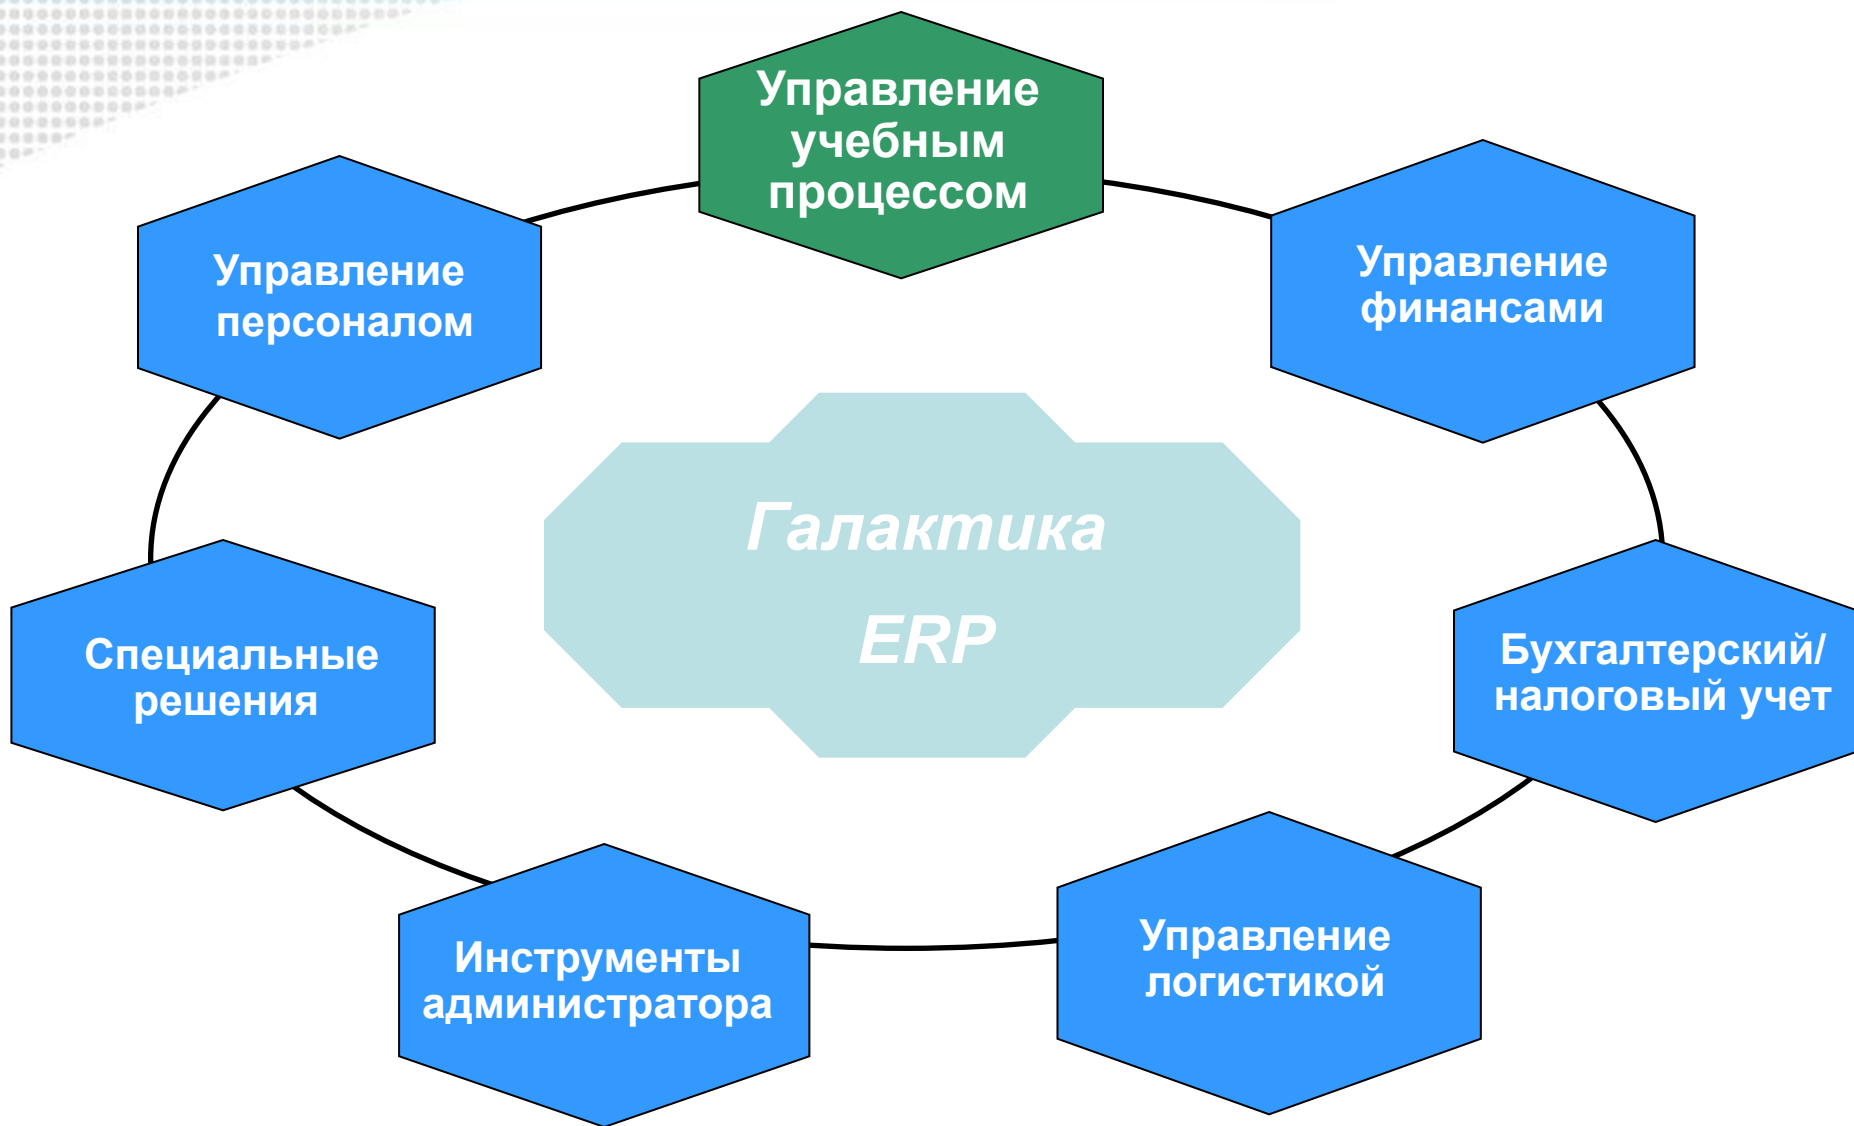 Управление
учебным
процессом
Управление
персоналом
Управление
финансами
Галактика
ERP
Специальные
решения
Бухгалтерский/
налоговый учет
Инструменты
администратора
Управление
логистикой